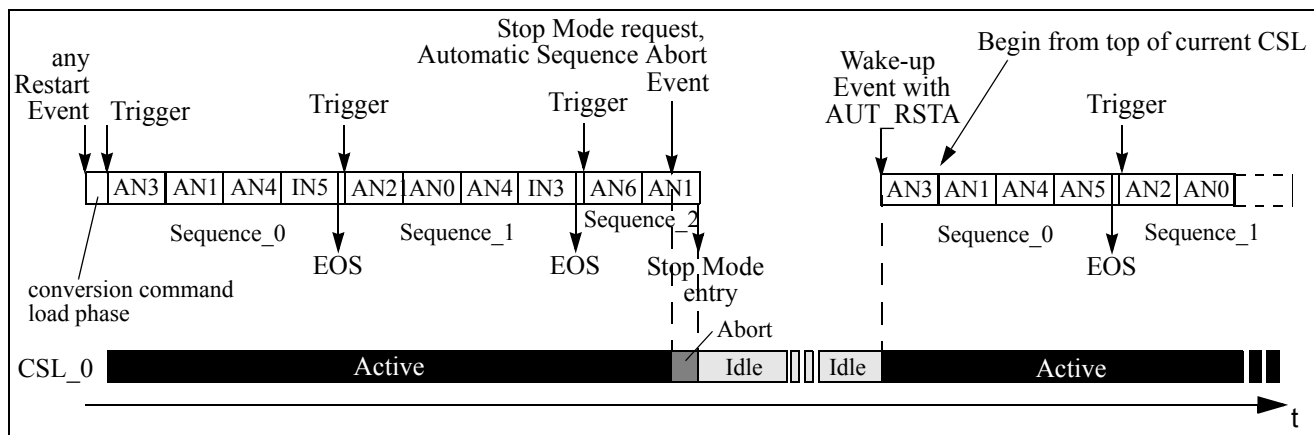 Stop Mode request,
Automatic Sequence Abort
Event
any
Restart
Event
Trigger
Trigger
Trigger
Wake-up
Event with
AUT_RSTA
Begin from top of current CSL
Trigger
AN3 AN1 AN4 IN5 AN21 AN0 AN4 IN3 AN6 AN1
AN3 AN1 AN4 AN5 AN2 AN0
Sequence_0
Sequence_1
Sequence_2
Sequence_0
Sequence_1
EOS
EOS
Stop Mode
entry
EOS
conversion command
load phase
Abort
CSL_0
Active
Idle
Idle
Active
t